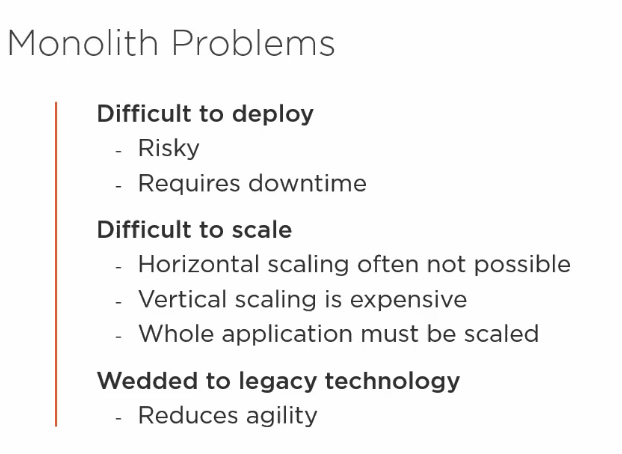 Monolith Problems
Difficult to deploy
- Risky
- Requires downtime
Difficult to scale
- Horizontal scaling often not possible
- Vertical scaling is expensive
- Whole application must be scaled
Wedded to legacy technology
- Reduces agility